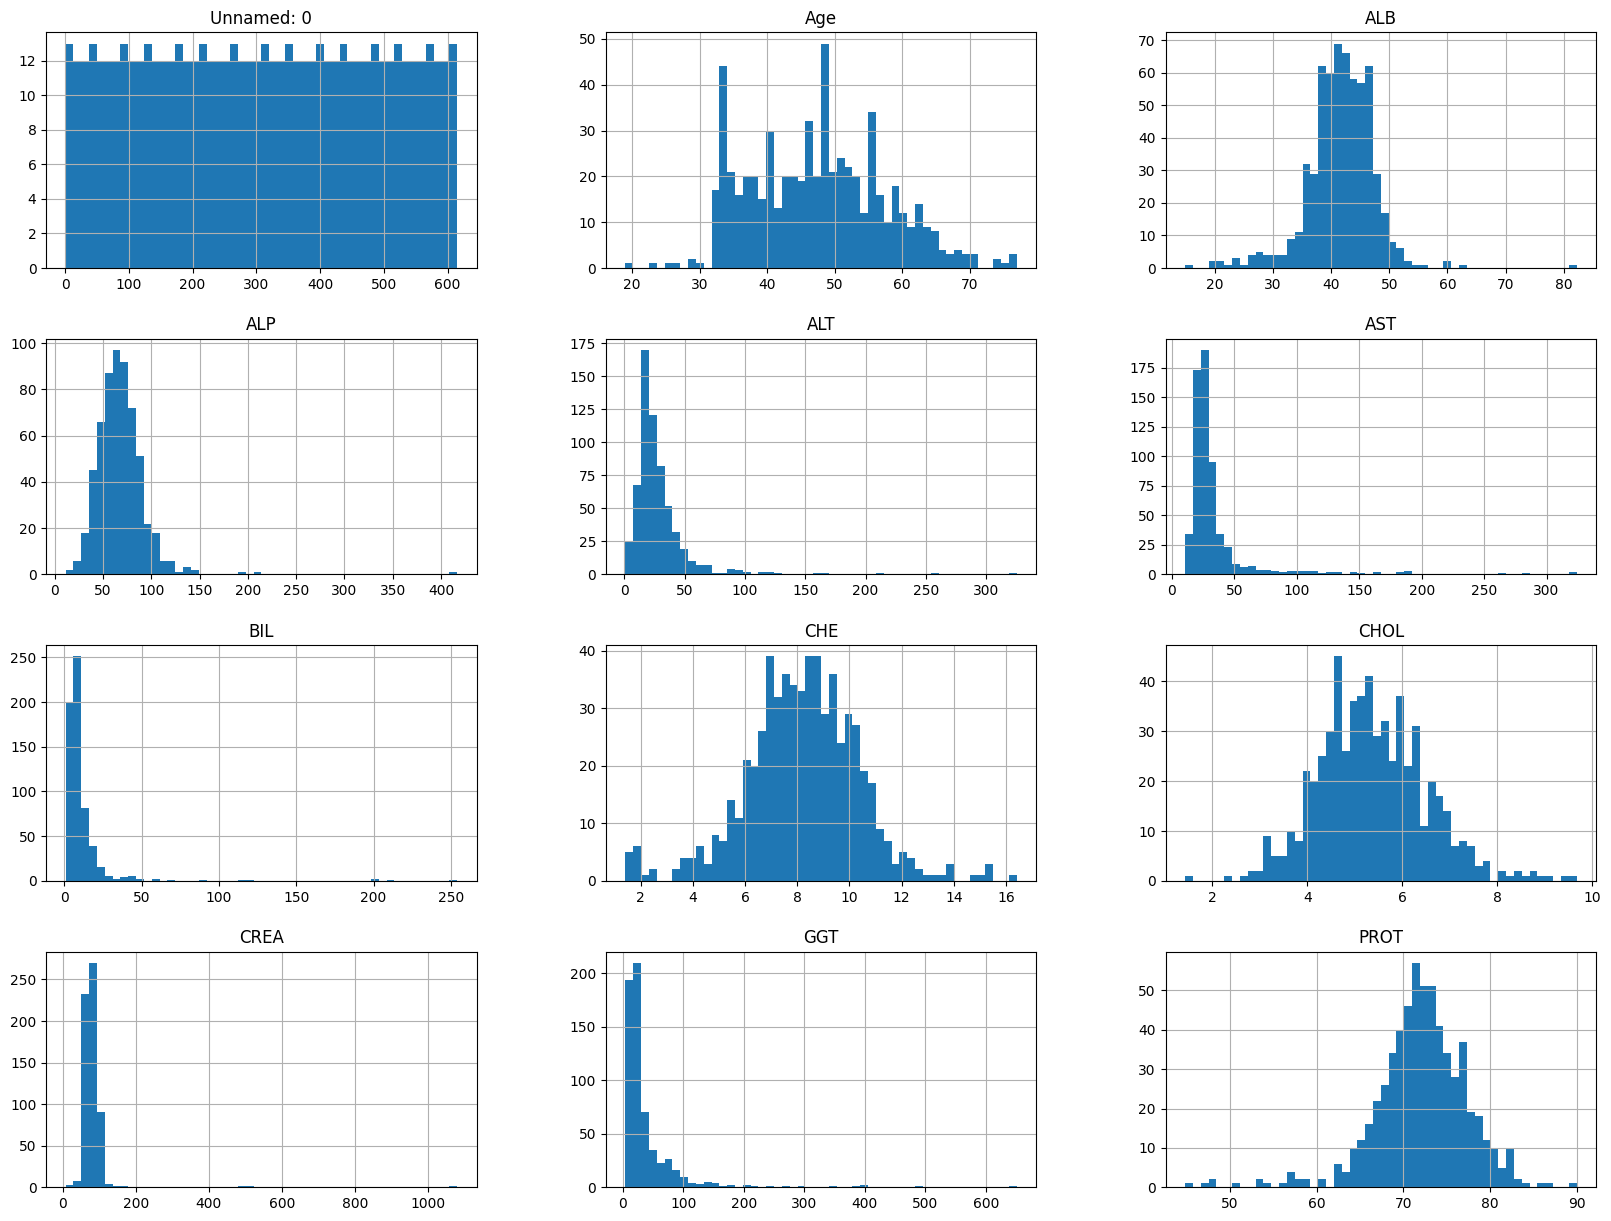 Unnamed: 0 Age ALB
12 10 8 6 4 2 0
50 40 30 20 10 0
70 60 50 40 30 20 10 0
0 100 200 300 400 500 600
20 30 40 50 60 70
20 30 40 50 60 70 80
ALP ALT AST
100 80 60 40 20 0
175 150 125 100 75 50 25 0
175 150 125 100 75 50 25 0
0 50 100 150 200 250 300 350 400
0 50 100 150 200 250 300
0 50 100 150 200 250 300
BIL CHE CHOL
250 200 150 100 50 0
40 30 20 10 0
40 30 20 10 0
0 50 100 150 200 250
2 4 6 8 10 12 14 16
2 4 6 8 10
CREA GGT PROT
250 200 150 100 50 0
200 150 100 50 0
50 40 30 20 10 0
0 200 400 600 800 1000
0 100 200 300 400 500 600
50 60 70 80 90